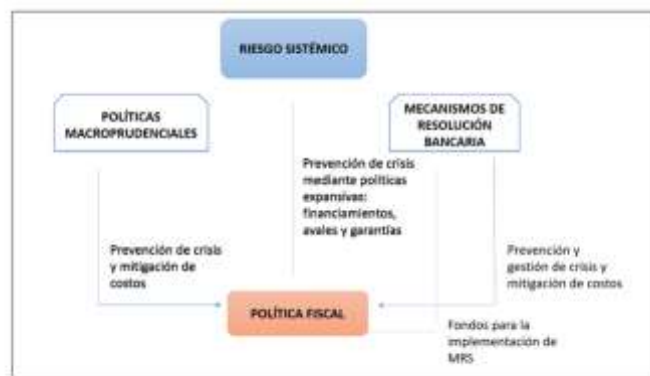 RIESGO SISTÉMICO
POLÍTICAS
MACROPRUDENCIALES
MECANISMOS DE
RESOLUCIÓN
BANCARIA
Prevención de crisis
mediante políticas
expansivas:
financiamientos,
avales y garantías
Prevención de crisis
y mitigación de
costos
Prevención y
gestión de crisis y
mitigación de costos
POLÍTICA FISCAL
Fondos para la
implementación de
MRS